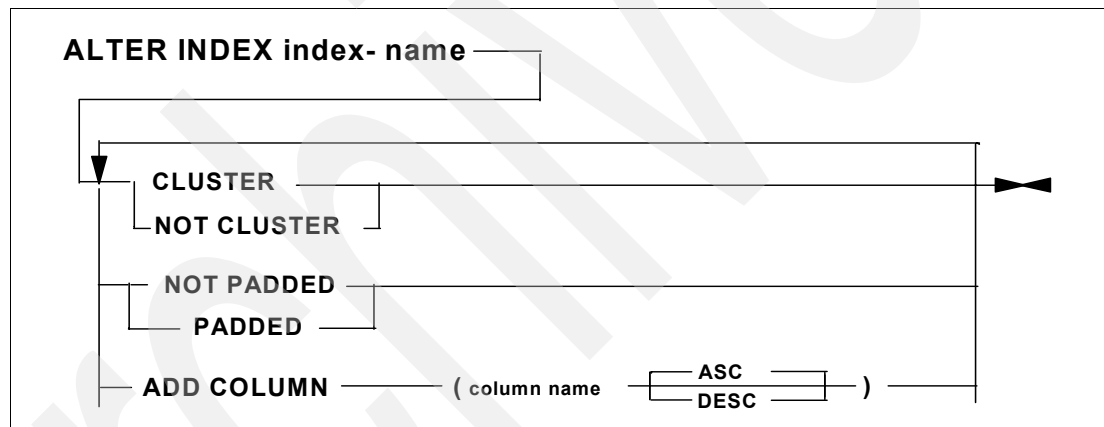 ALTER INDEX index- name
CLUSTER
NOT CLUSTER
NOT PADDED
PADDED
ADD COLUMN ( column name ASC )
DESC